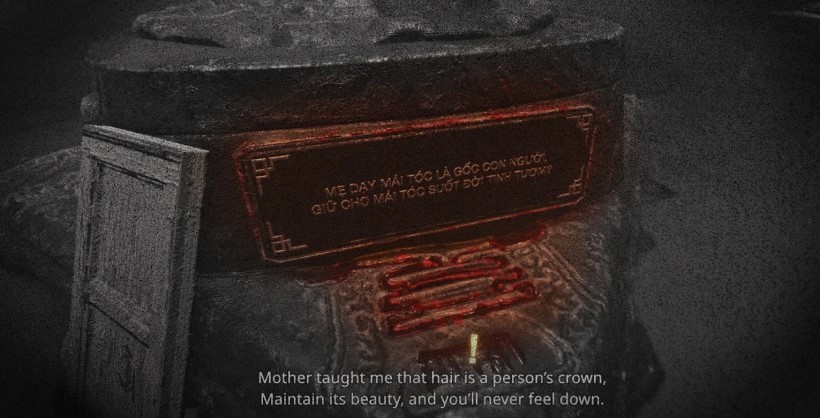 MẸ DẠY MÁI TÓC LÀ GỐC CON NGƯỜI,
GIỮ CHO MÁI TÓC SUỐT ĐỜI TINH TƯƠM?
Mother taught me that hair is a person's crown,
Maintain its beauty, and you'll never feel down.